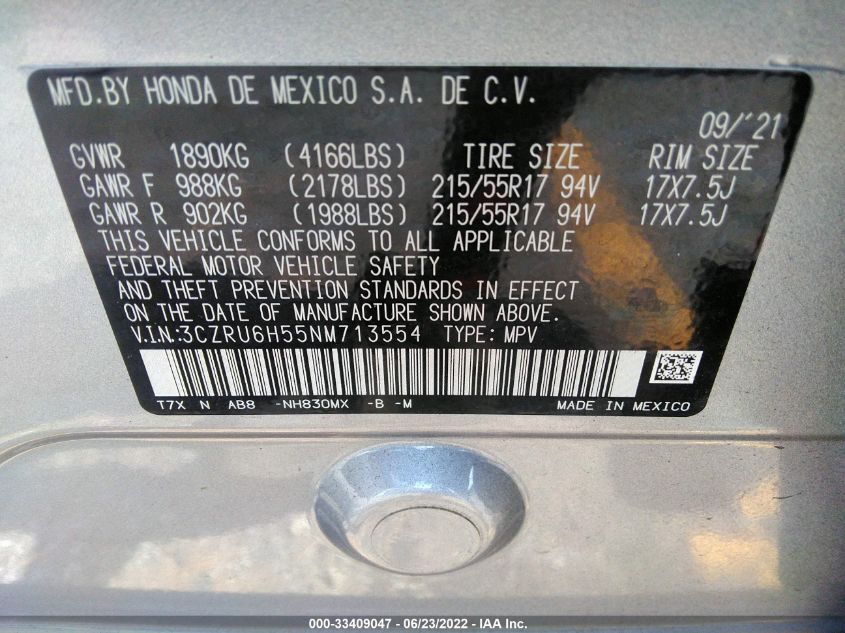 MFD.BY HONDA DE MEXICO S.A. DE C.V.
09/'21
GVWR 1890KG (4166LBS) TIRE SIZE RIM SIZE
GAWR F 988KG (2178LBS) 215/55R17 94V 17X7.5J
GAWR R 902KG (1988LBS) 215/55R17 94V 17X7.5J
THIS VEHICLE CONFORMS TO ALL APPLICABLE
FEDERAL MOTOR VEHICLE SAFETY
AND THEFT PREVENTION STANDARDS IN EFFECT
ON THE DATE OF MANUFACTURE SHOWN ABOVE.
V.I.N:3CZRU6H55NM713554 TYPE: MPV
T7X N AB8 -NH830MX -B -M MADE IN MEXICO
000-33409047 - 06/23/2022 - IAA Inc.